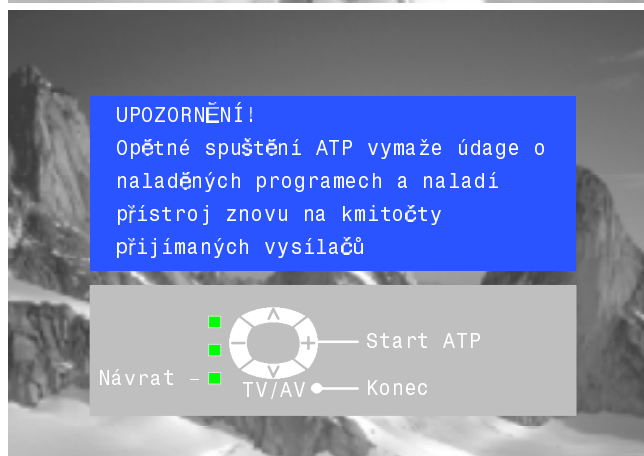 UPOZORNĚNÍ!
Opětné spuštění ATP vymaže údage o
naladěných programech a naladí
přístroj znovu na kmitočty
přijímaných vysílačů
Start ATP
Návrat –
TV/AV
Konec